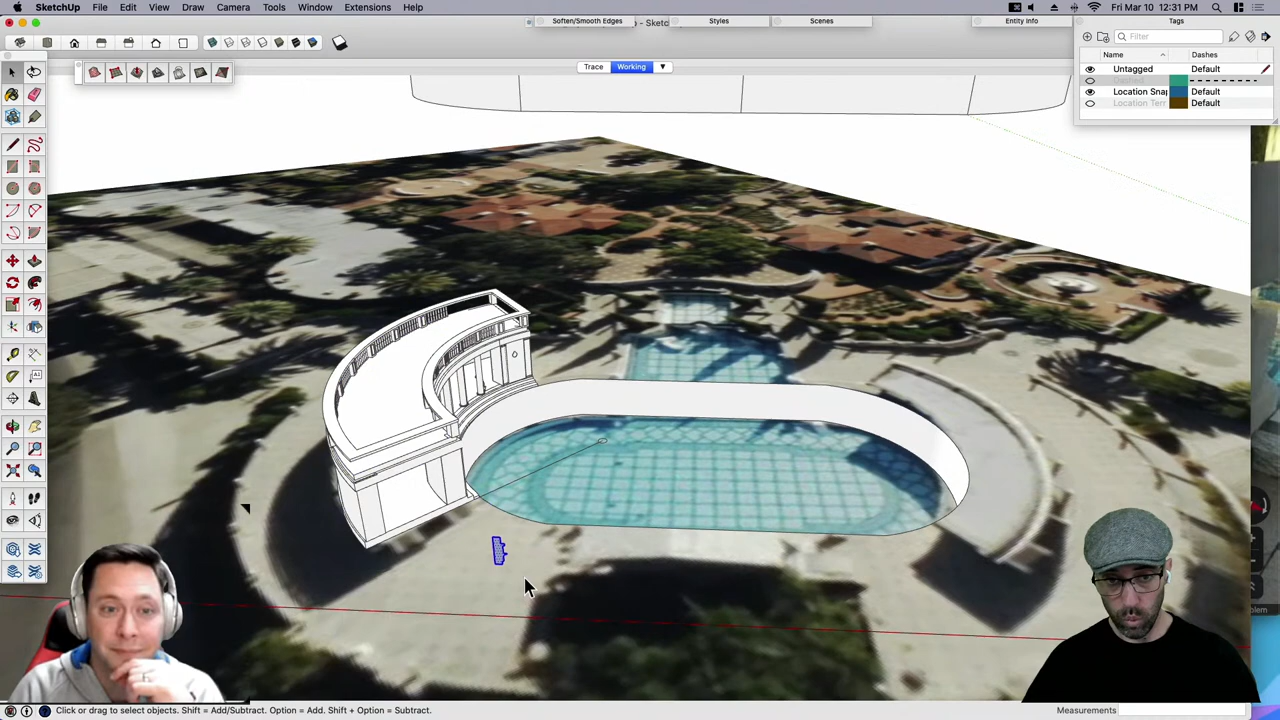 SketchUp File Edit View Draw Camera Tools Window Extensions Help Fri Mar 10 12:31 PM
Soften/Smooth Edges Styles Scenes Entity Info Tags
Filter
Name Dashes
Trace Working
Untagged Default
Location Snap Default
Location Terr Default
Click or drag to select objects. Shift = Add/Subtract. Option = Add. Shift + Option = Subtract. Measurements